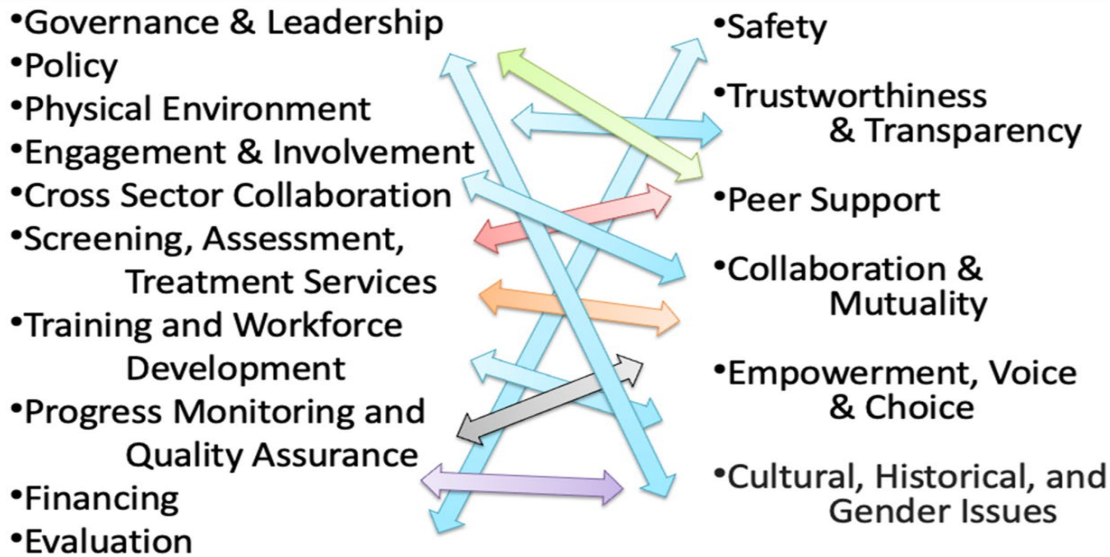 •Governance & Leadership
•Policy
•Physical Environment
•Engagement & Involvement
•Cross Sector Collaboration
•Screening, Assessment,
Treatment Services
•Training and Workforce
Development
•Progress Monitoring and
Quality Assurance
•Financing
•Evaluation
•Safety
•Trustworthiness
& Transparency
•Peer Support
•Collaboration &
Mutuality
•Empowerment, Voice
& Choice
•Cultural, Historical, and
Gender Issues